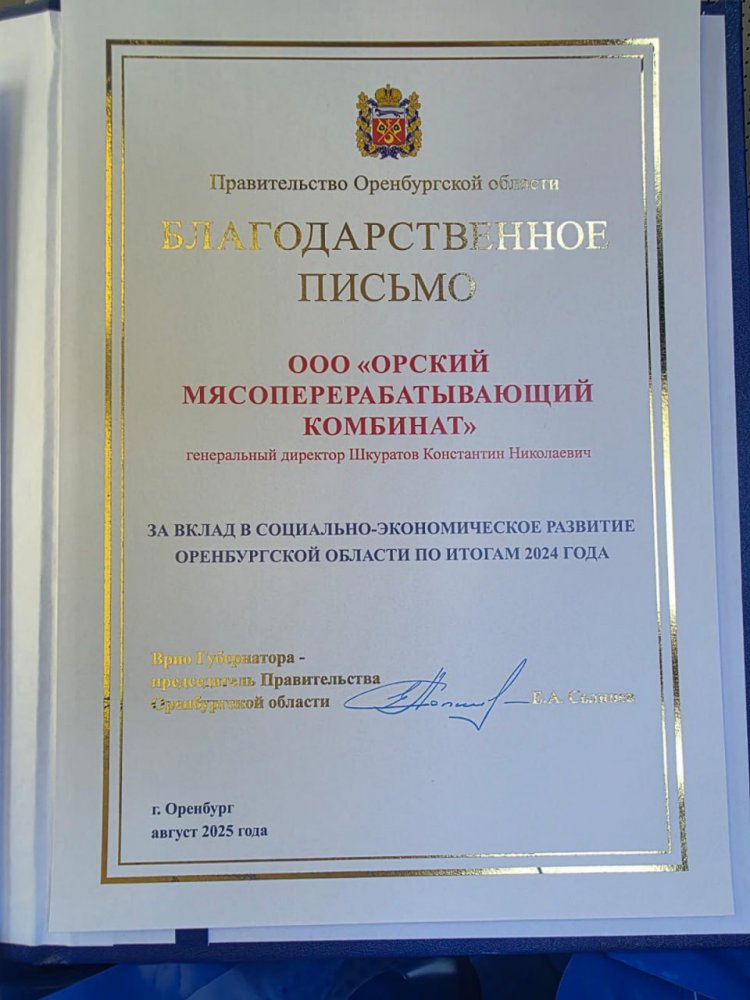 Правительство Оренбургской области
БЛАГОДАРСТВЕННОЕ
ПИСЬМО
ООО «ОРСКИЙ
МЯСОПЕРЕРАБАТЫВАЮЩИЙ
КОМБИНАТ»
генеральный директор Шкуратов Константин Николаевич
ЗА ВКЛАД В СОЦИАЛЬНО-ЭКОНОМИЧЕСКОЕ РАЗВИТИЕ
ОРЕНБУРГСКОЙ ОБЛАСТИ ПО ИТОГАМ 2024 ГОДА
Врио Губернатора -
председатель Правительства
Оренбургской области
Е.А. Солнцев
г. Оренбург
август 2025 года